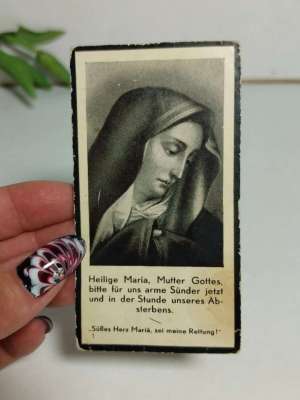 Heilige Maria, Mutter Gottes,
bitte für uns arme Sünder jetzt
und in der Stunde unseres Ab-
sterbens.
„Süßes Herz Mariä, sei meine Rettung!"